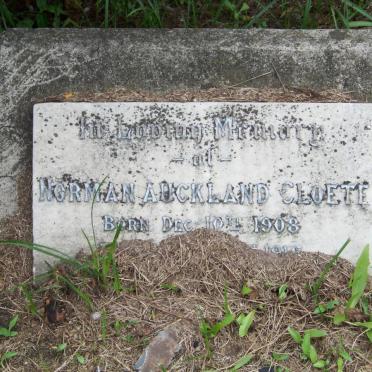 In Loving Memory
– of –
NORMAN AUCKLAND CLOETE
BORN DEC. 10TH 1908